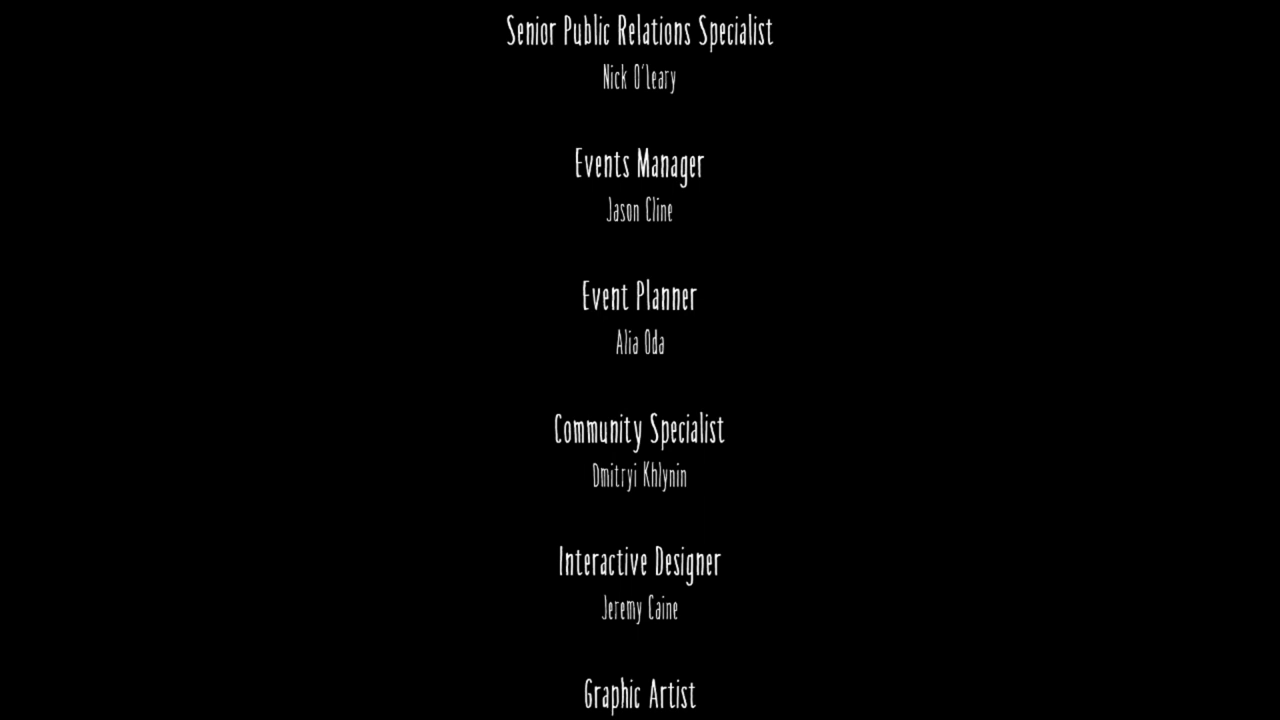 Senior Public Relations Specialist
Nick O'Leary
Events Manager
Jason Cline
Event Planner
Alia Oda
Community Specialist
Dmitryi Khlynin
Interactive Designer
Jeremy Caine
Graphic Artist